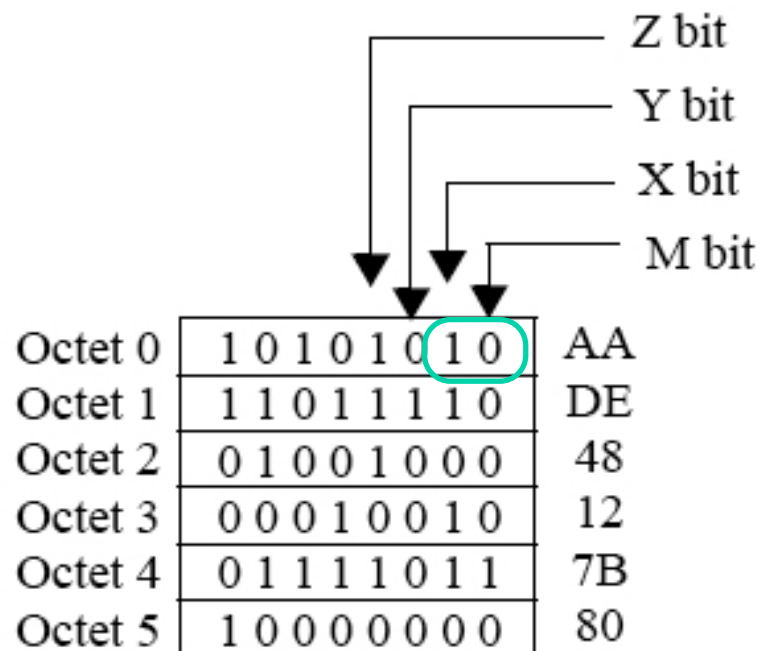 Z bit
Y bit
X bit
M bit
Octet 0 1 0 1 0 1 0 1 0 AA
Octet 1 1 1 0 1 1 1 1 0 DE
Octet 2 0 1 0 0 1 0 0 0 48
Octet 3 0 0 0 1 0 0 1 0 12
Octet 4 0 1 1 1 1 0 1 1 7B
Octet 5 1 0 0 0 0 0 0 0 80